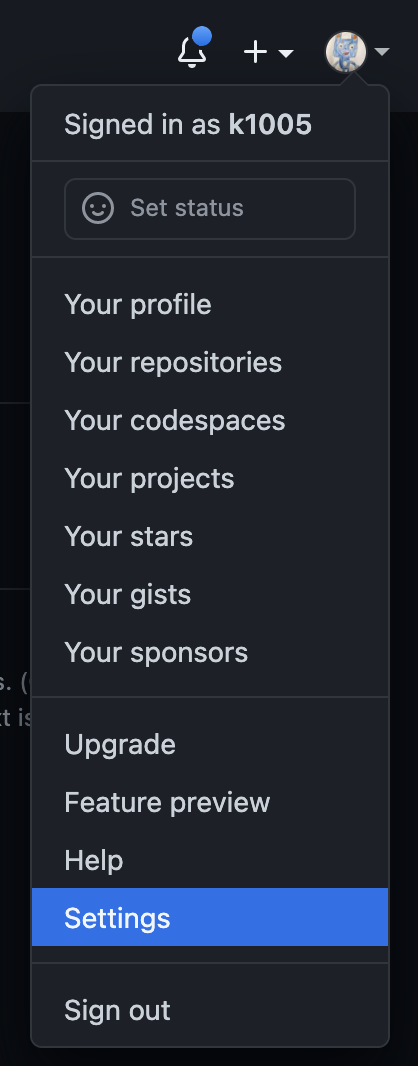 Signed in as k1005
Set status
Your profile
Your repositories
Your codespaces
Your projects
Your stars
Your gists
Your sponsors
Upgrade
Feature preview
Help
Settings
Sign out